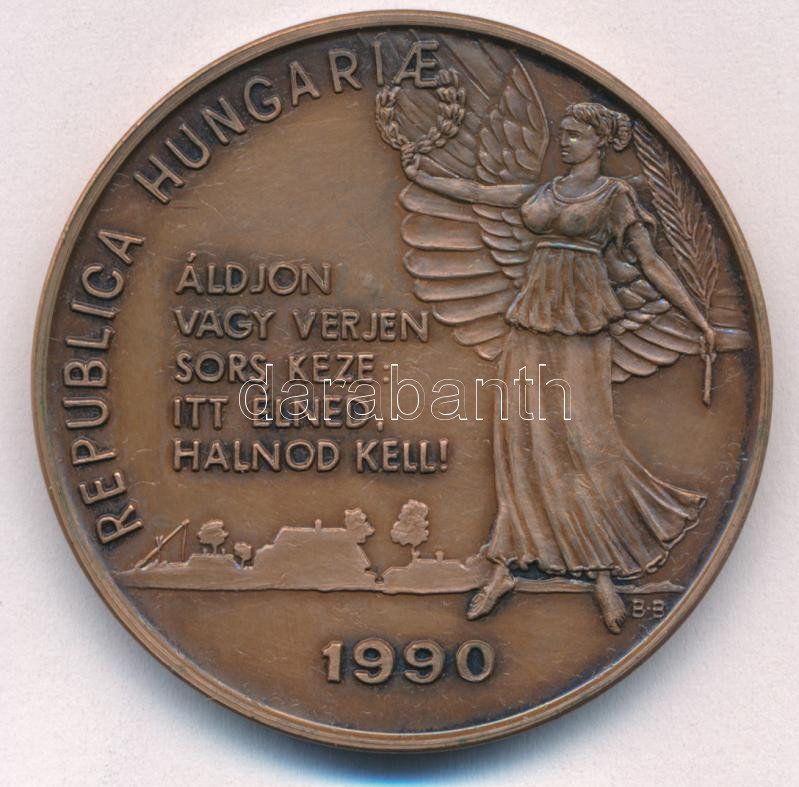 REPUBLICA HUNGARIÆ
ÁLDJON
VAGY VERJEN
SORS KEZE:
ITT ÉLNED,
HALNOD KELL!
1990
B·B
darabanth